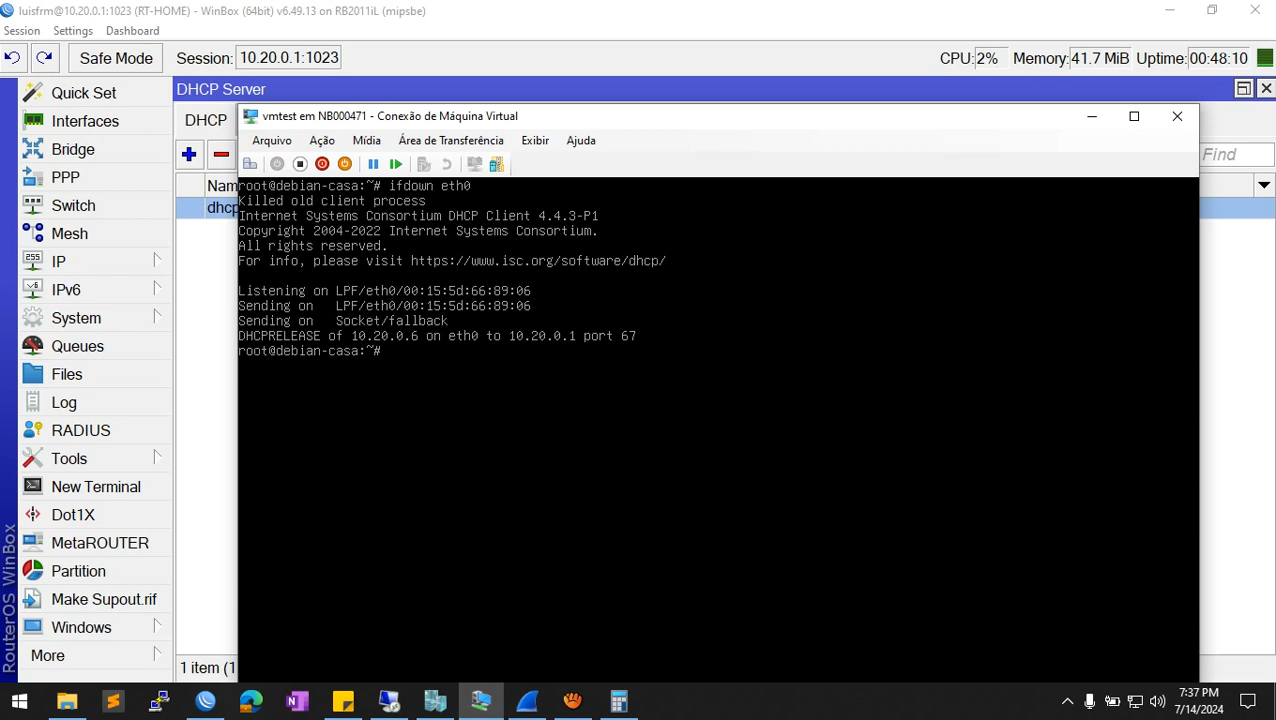 luisfrm@10.20.0.1:1023 (RT-HOME) - WinBox (64bit) v6.49.13 on RB2011iL (mipsbe)
Session Settings Dashboard
Safe Mode Session: 10.20.0.1:1023 CPU: 2% Memory: 41.7 MiB Uptime: 00:48:10
Quick Set
Interfaces
Bridge
PPP
Switch
Mesh
IP
IPv6
System
Queues
Files
Log
RADIUS
Tools
New Terminal
Dot1X
MetaROUTER
Partition
Make Supout.rif
Windows
More
RouterOS WinBox
255
v6
DHCP Server
DHCP
Find
Nam
dhcp
1 item (1
vmtest em NB000471 - Conexão de Máquina Virtual
Arquivo Ação Mídia Área de Transferência Exibir Ajuda
root@debian-casa:~# ifdown eth0
Killed old client process
Internet Systems Consortium DHCP Client 4.4.3-P1
Copyright 2004-2022 Internet Systems Consortium.
All rights reserved.
For info, please visit https://www.isc.org/software/dhcp/
Listening on LPF/eth0/00:15:5d:66:89:06
Sending on   LPF/eth0/00:15:5d:66:89:06
Sending on   Socket/fallback
DHCPRELEASE of 10.20.0.6 on eth0 to 10.20.0.1 port 67
root@debian-casa:~#
7:37 PM
7/14/2024